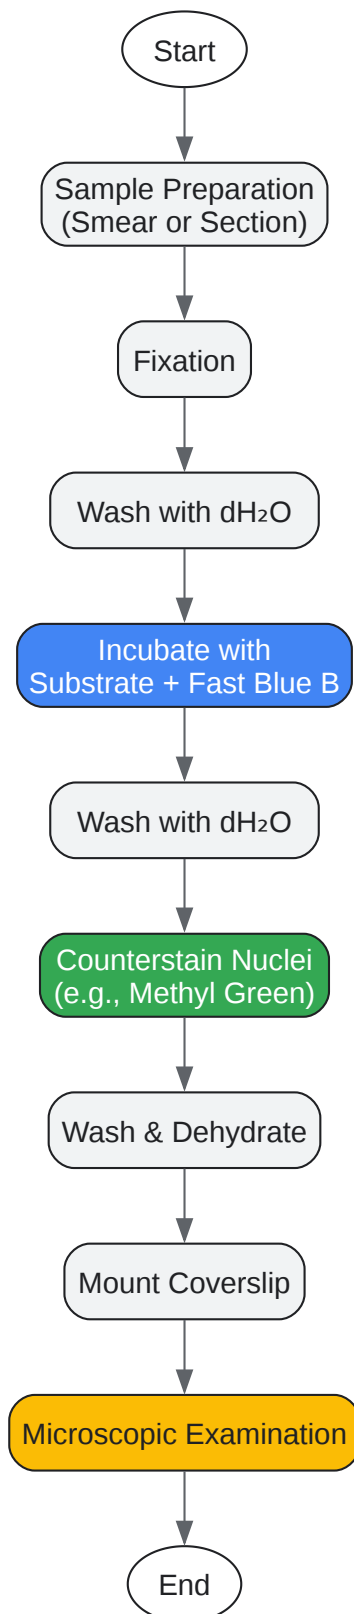 Start
Sample Preparation
(Smear or Section)
Fixation
Wash with dH₂O
Incubate with
Substrate + Fast Blue B
Wash with dH₂O
Counterstain Nuclei
(e.g., Methyl Green)
Wash & Dehydrate
Mount Coverslip
Microscopic Examination
End